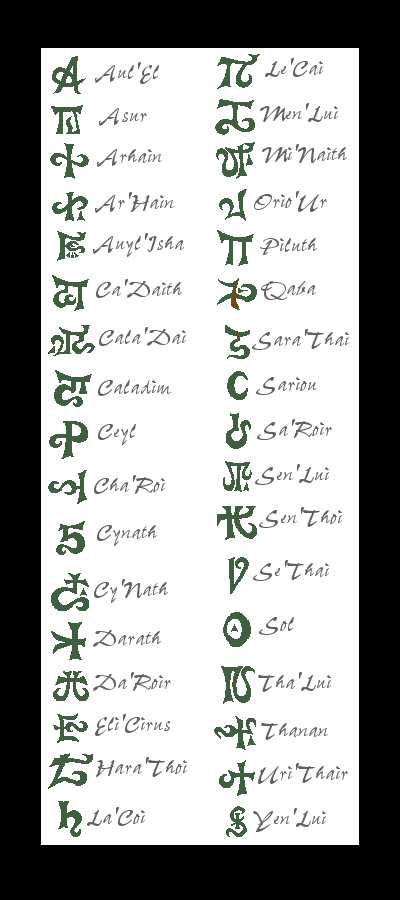 Aul'El
Asur
Arhain
Ar'Hain
Auyl'Isha
Ca'Daith
Cala'Dai
Caladim
Ceyl
Cha'Roi
Cynath
Cy'Nath
Darath
Da'Roir
Eli'Cirus
Hara'Thoi
La'Coi
Le'Cai
Men'Lui
Mi'Naith
Orio'Ur
Piluth
Qaba
Sara'Thai
Sariou
Sa'Roir
Sen'Lui
Sen'Thoi
Se'Thai
Sol
Tha'Lui
Thanan
Uri'Thair
Yen'Lui